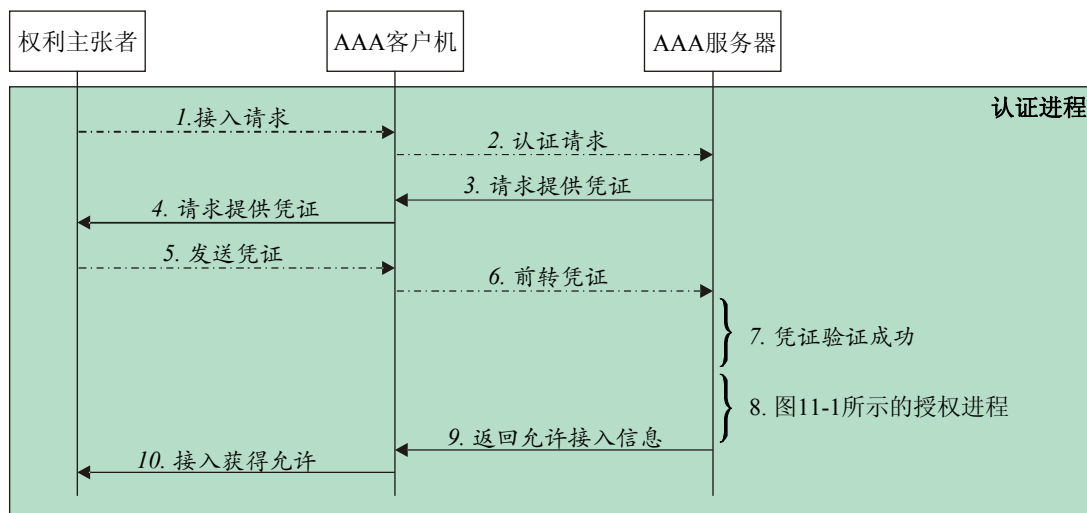 权利主张者
AAA客户机
AAA服务器
认证进程
1.接入请求
2. 认证请求
3. 请求提供凭证
4. 请求提供凭证
5. 发送凭证
6. 前转凭证
7. 凭证验证成功
8. 图11-1所示的授权进程
9. 返回允许接入信息
10. 接入获得允许